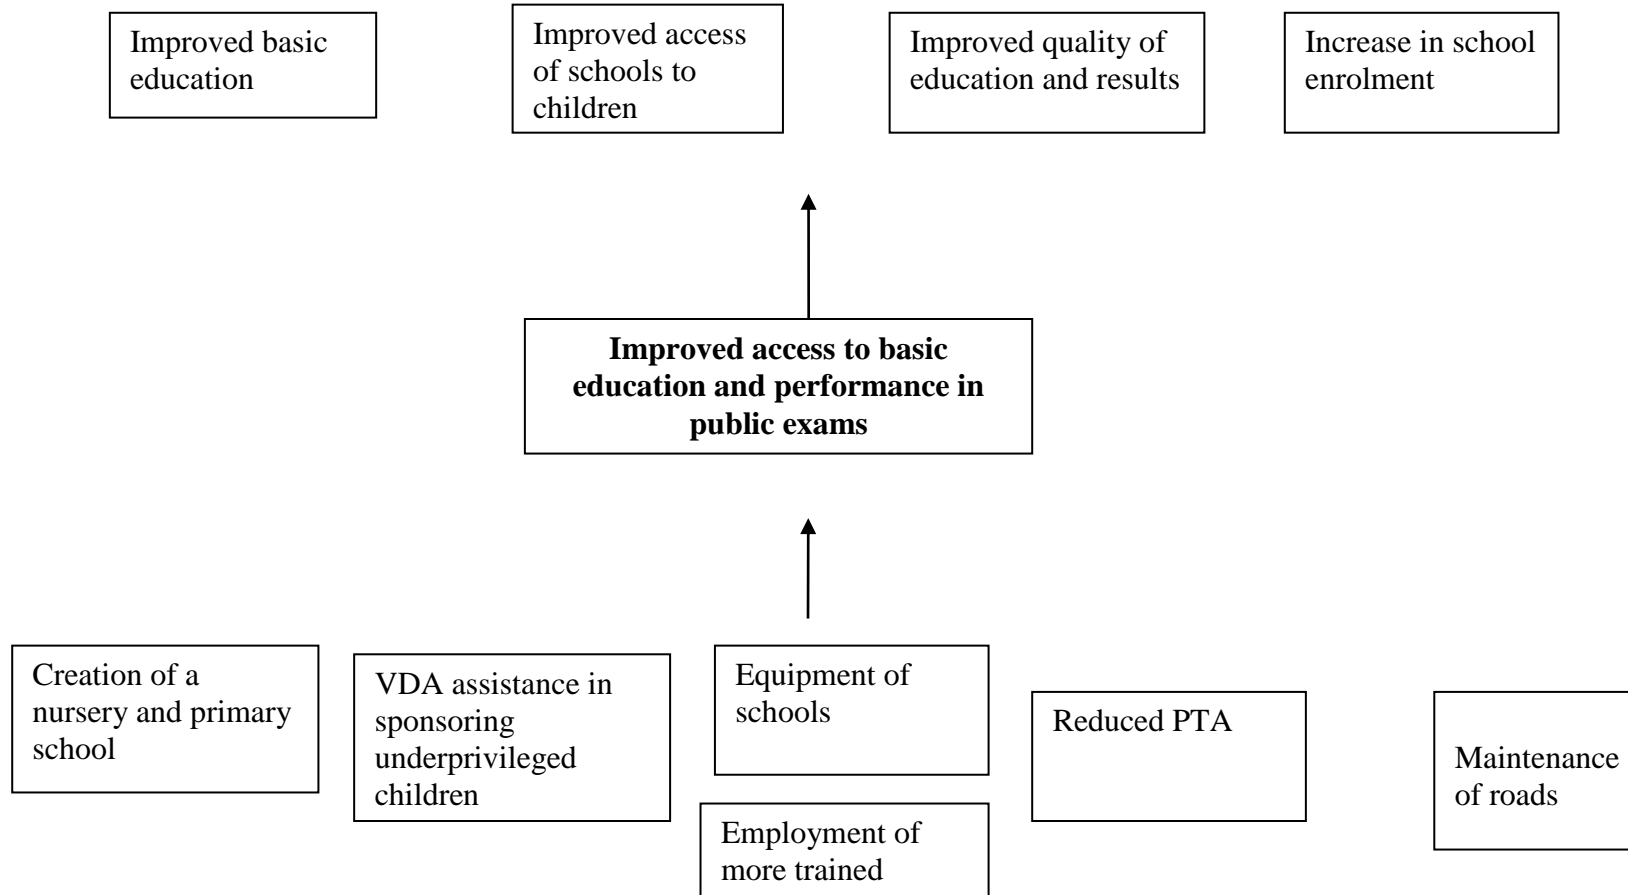 Improved basic
education
Improved access
of schools to
children
Improved quality of
education and results
Increase in school
enrolment
Improved access to basic
education and performance in
public exams
Creation of a
nursery and primary
school
VDA assistance in
sponsoring
underprivileged
children
Equipment of
schools
Employment of
more trained
Reduced PTA
Maintenance
of roads